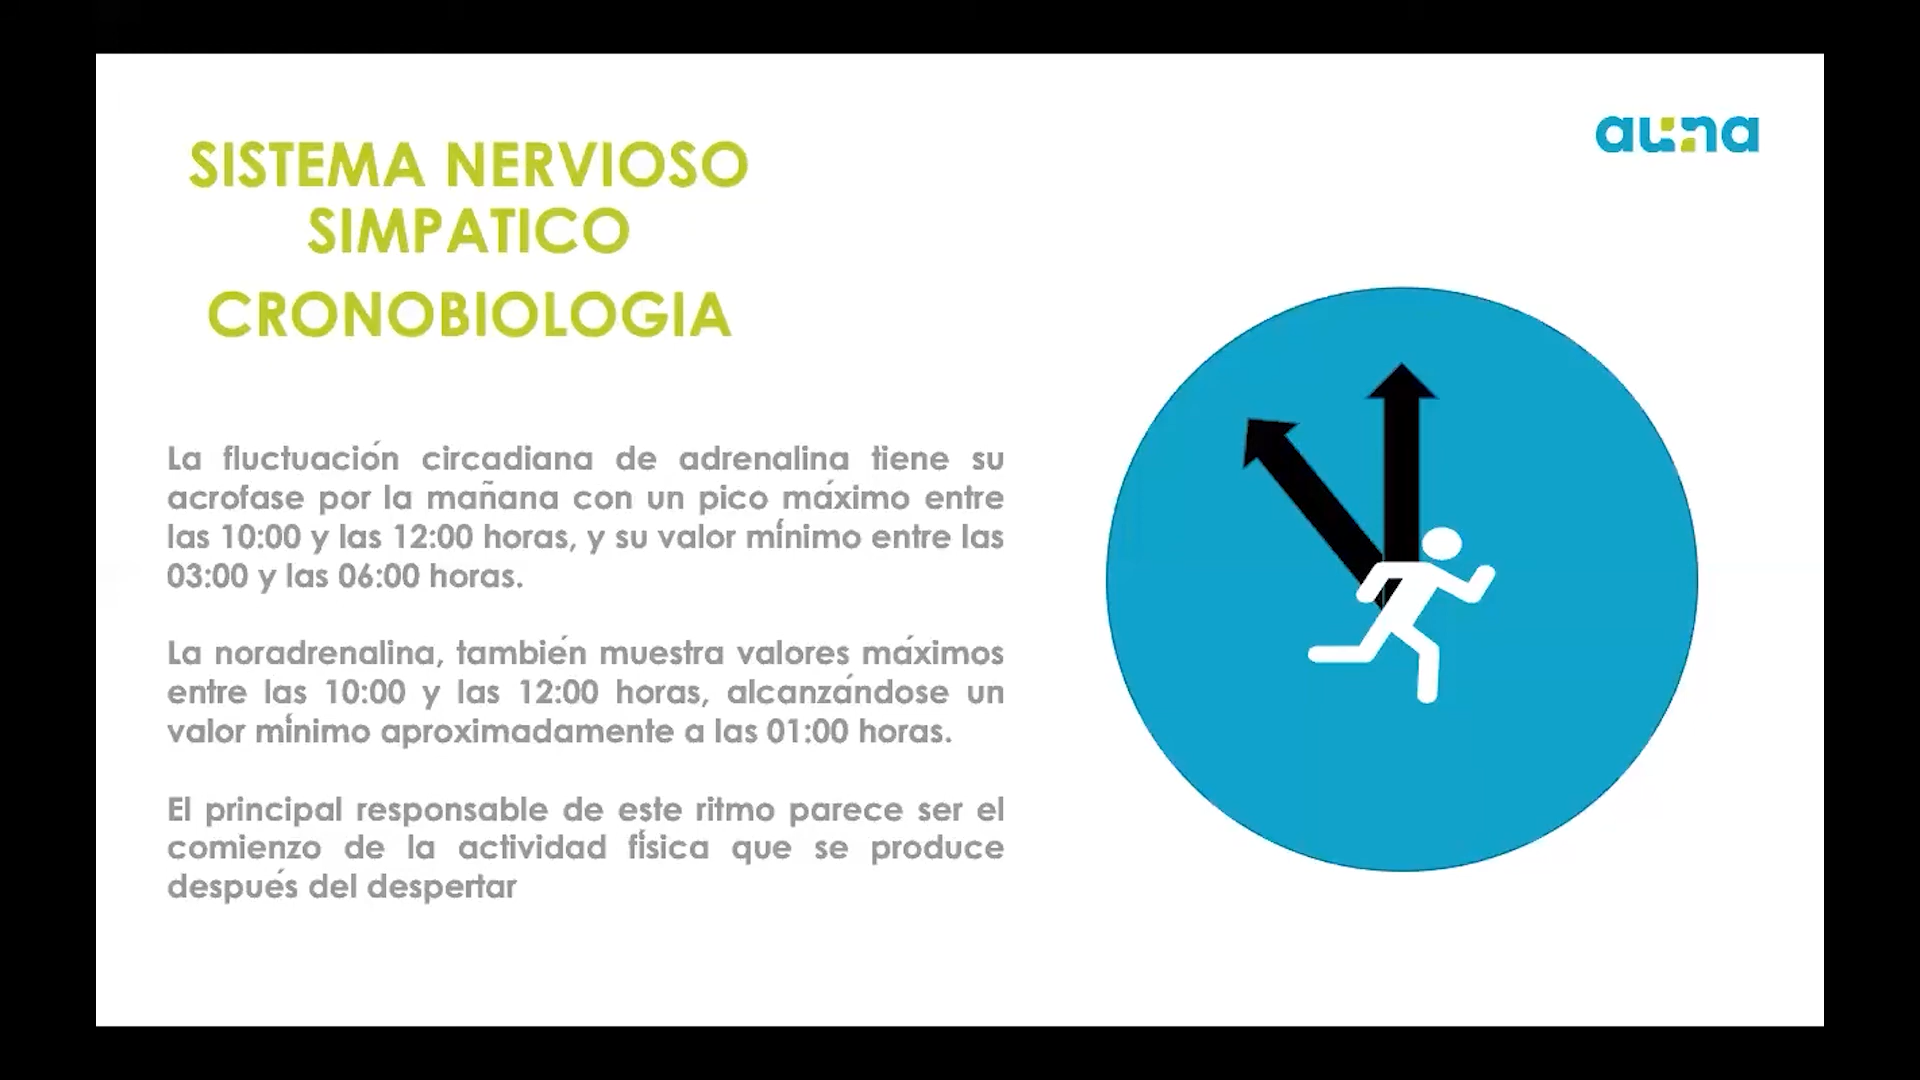 auna
SISTEMA NERVIOSO
SIMPATICO
CRONOBIOLOGIA
La fluctuación circadiana de adrenalina tiene su
acrofase por la mañana con un pico máximo entre
las 10:00 y las 12:00 horas, y su valor mínimo entre las
03:00 y las 06:00 horas.
La noradrenalina, también muestra valores máximos
entre las 10:00 y las 12:00 horas, alcanzándose un
valor mínimo aproximadamente a las 01:00 horas.
El principal responsable de este ritmo parece ser el
comienzo de la actividad física que se produce
después del despertar